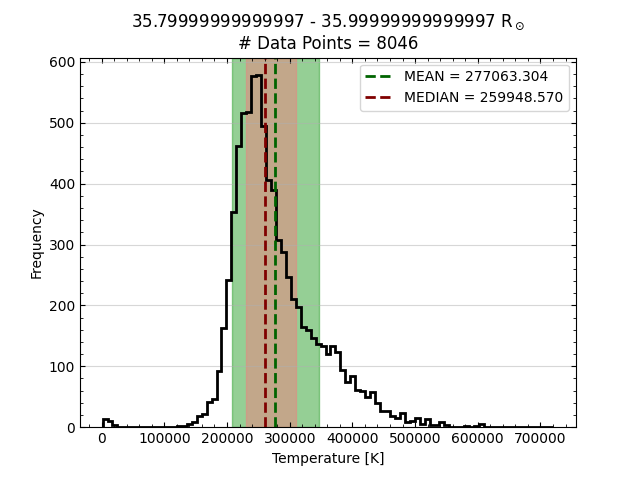 35.79999999999997 - 35.99999999999997 R⊙
# Data Points = 8046
MEAN = 277063.304
MEDIAN = 259948.570
Frequency
600
500
400
300
200
100
0
0 100000 200000 300000 400000 500000 600000 700000
Temperature [K]